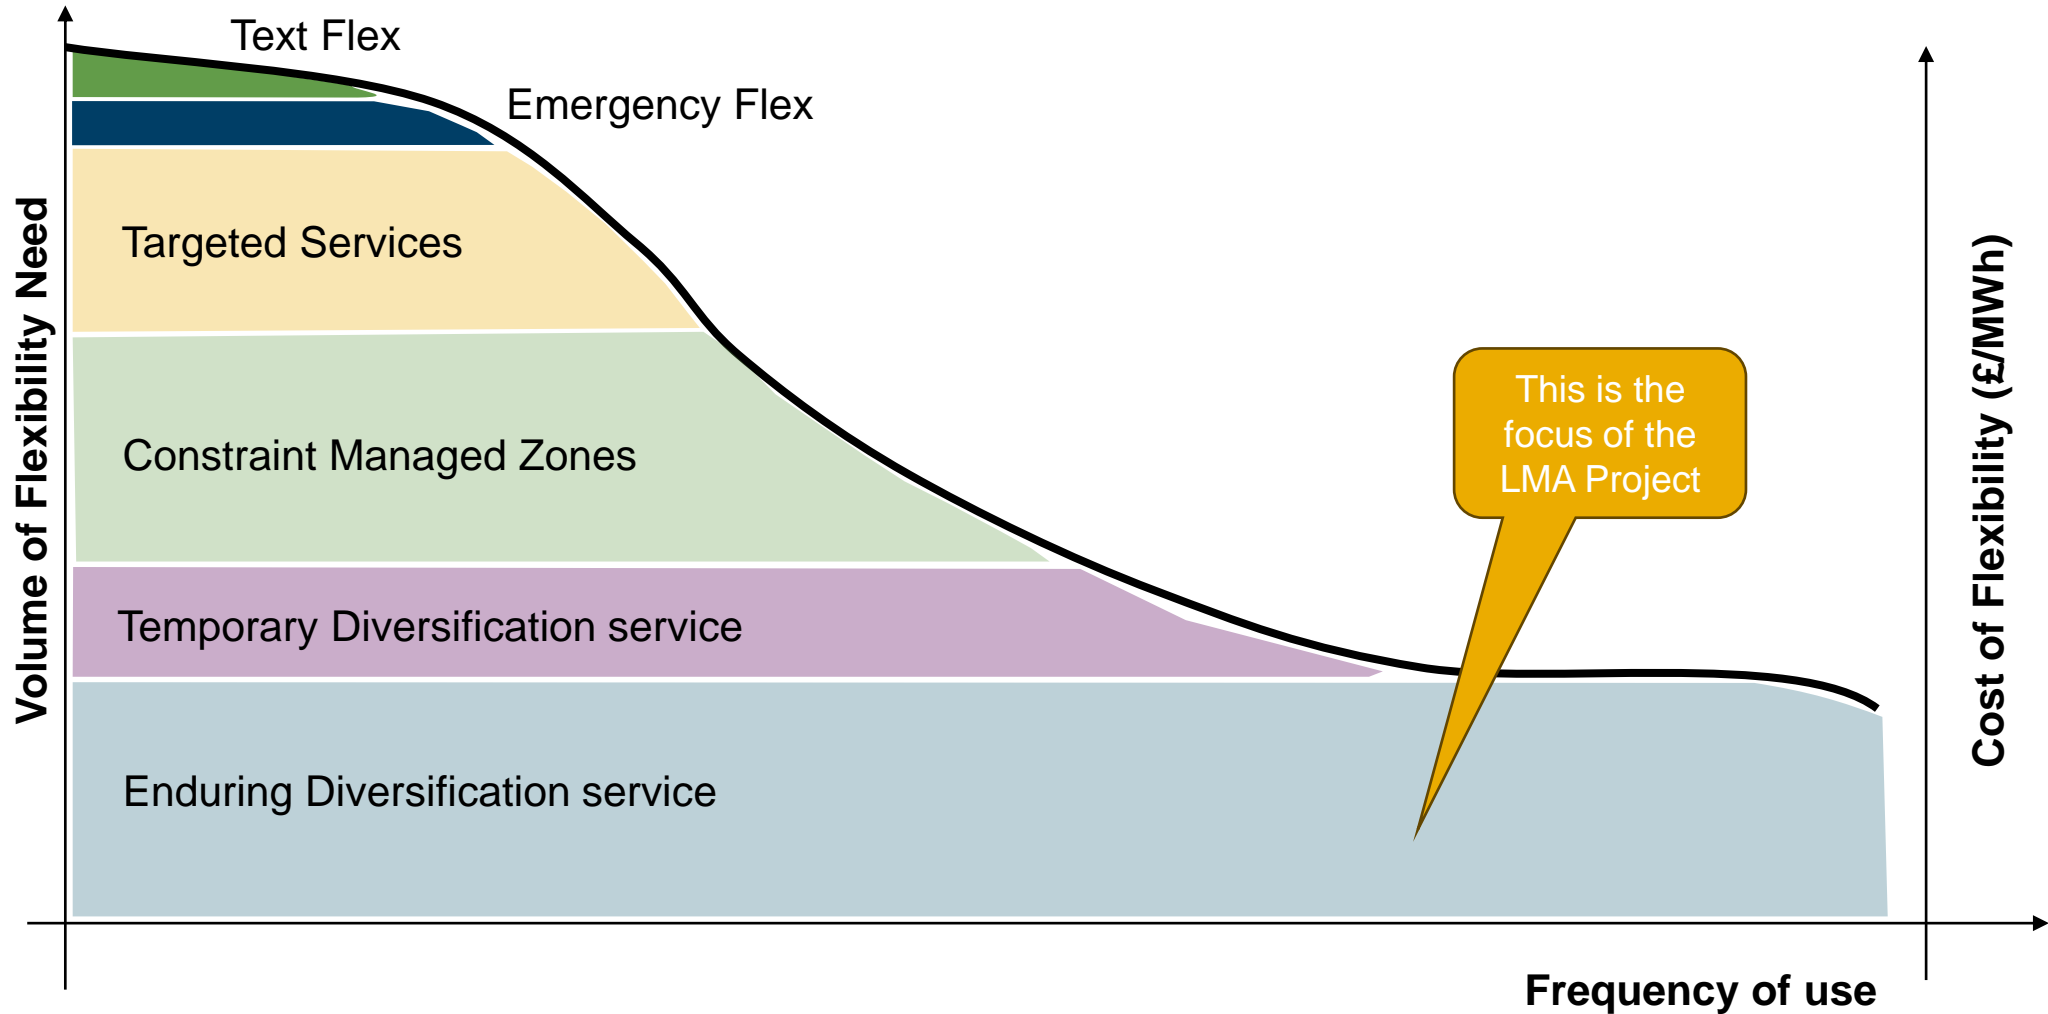 Text Flex
Emergency Flex
Volume of Flexibility Need
Targeted Services
Constraint Managed Zones
Temporary Diversification service
Enduring Diversification service
This is the
focus of the
LMA Project
Cost of Flexibility (£/MWh)
Frequency of use